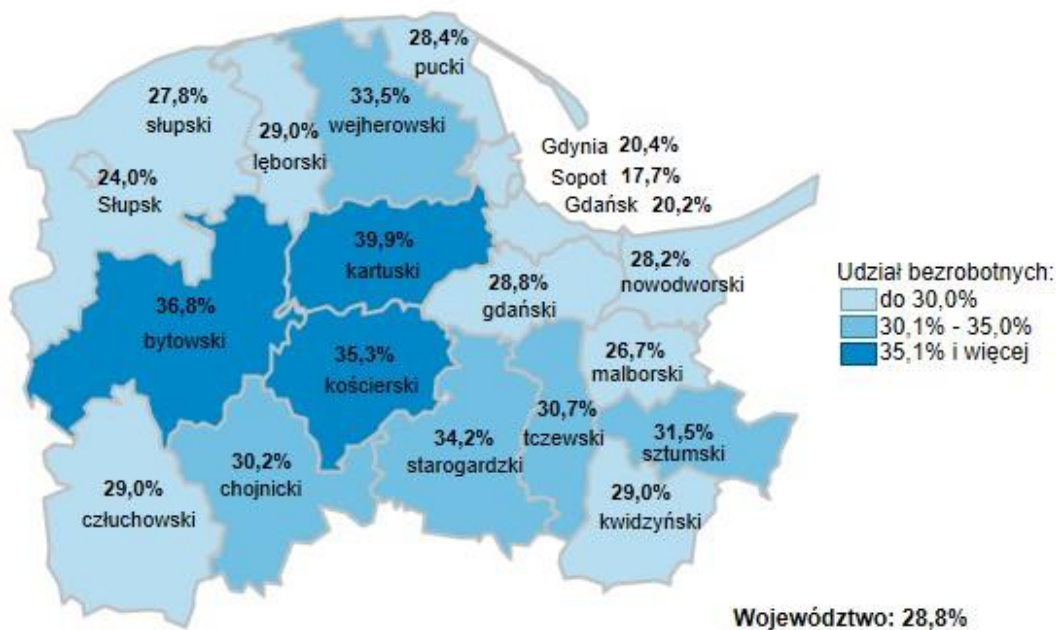 28,4%
pucki
27,8%
słupski
33,5%
wejherowski
29,0%
lęborski
Gdynia 20,4%
Sopot 17,7%
Gdańsk 20,2%
24,0%
Słupsk
39,9%
kartuski
28,8%
gdański
28,2%
nowodworski
36,8%
bytowski
35,3%
kościerski
26,7%
malborski
34,2%
starogardzki
30,7%
tczewski
31,5%
sztumski
30,2%
chojnicki
29,0%
człuchowski
29,0%
kwidzyński
Udział bezrobotnych:
do 30,0%
30,1% - 35,0%
35,1% i więcej
Województwo: 28,8%